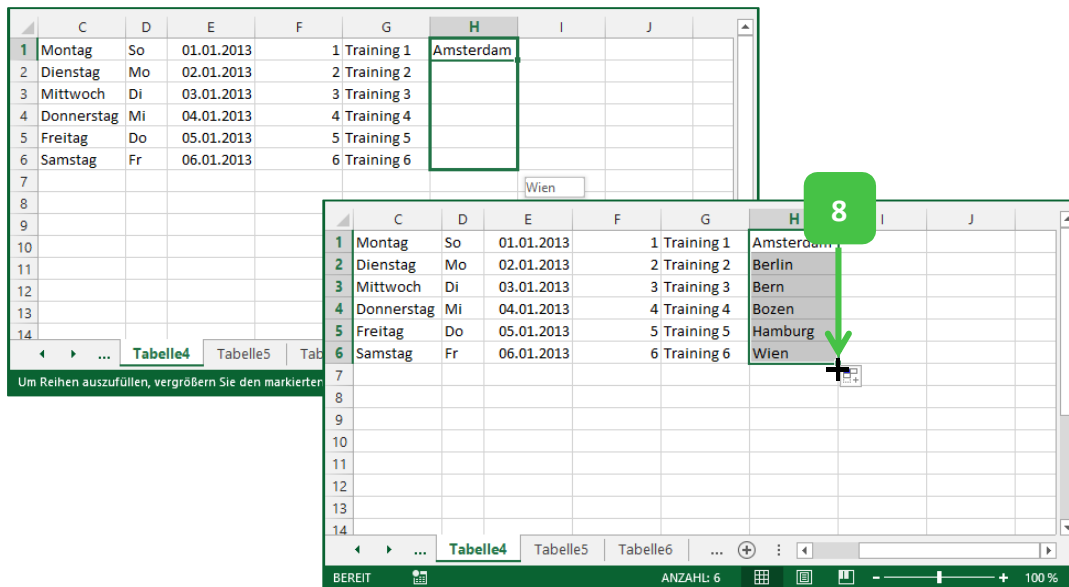 C D E F G H I J
1 Montag So 01.01.2013 1 Training 1 Amsterdam
2 Dienstag Mo 02.01.2013 2 Training 2
3 Mittwoch Di 03.01.2013 3 Training 3
4 Donnerstag Mi 04.01.2013 4 Training 4
5 Freitag Do 05.01.2013 5 Training 5
6 Samstag Fr 06.01.2013 6 Training 6
7
Wien
8
9
10
11
12
13
14
... Tabelle4 Tabelle5 Tab
Um Reihen auszufüllen, vergrößern Sie den markierten
8
C D E F G H I J
1 Montag So 01.01.2013 1 Training 1 Amsterdam
2 Dienstag Mo 02.01.2013 2 Training 2 Berlin
3 Mittwoch Di 03.01.2013 3 Training 3 Bern
4 Donnerstag Mi 04.01.2013 4 Training 4 Bozen
5 Freitag Do 05.01.2013 5 Training 5 Hamburg
6 Samstag Fr 06.01.2013 6 Training 6 Wien
7
8
9
10
11
12
13
14
... Tabelle4 Tabelle5 Tabelle6 ...
BEREIT ANZAHL: 6 - + 100 %